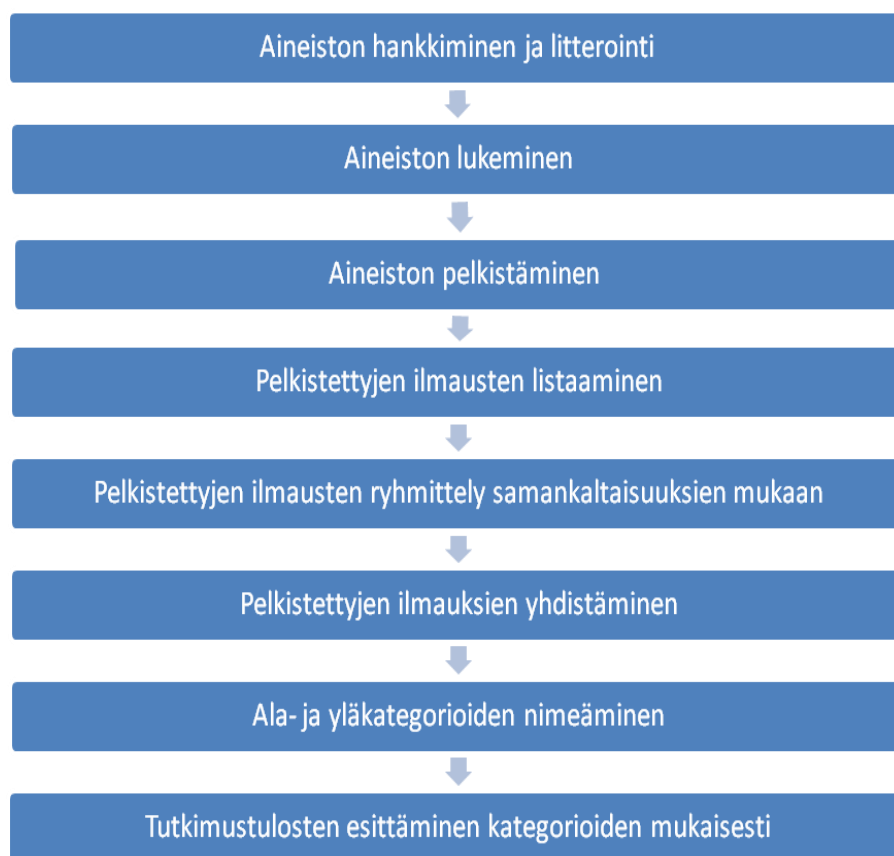 Aineiston hankkiminen ja litterointi
Aineiston lukeminen
Aineiston pelkistäminen
Pelkistettyjen ilmausten listaaminen
Pelkistettyjen ilmausten ryhmittely samankaltaisuuksien mukaan
Pelkistettyjen ilmauksien yhdistäminen
Ala- ja yläkategorioiden nimeäminen
Tutkimustulosten esittäminen kategorioiden mukaisesti